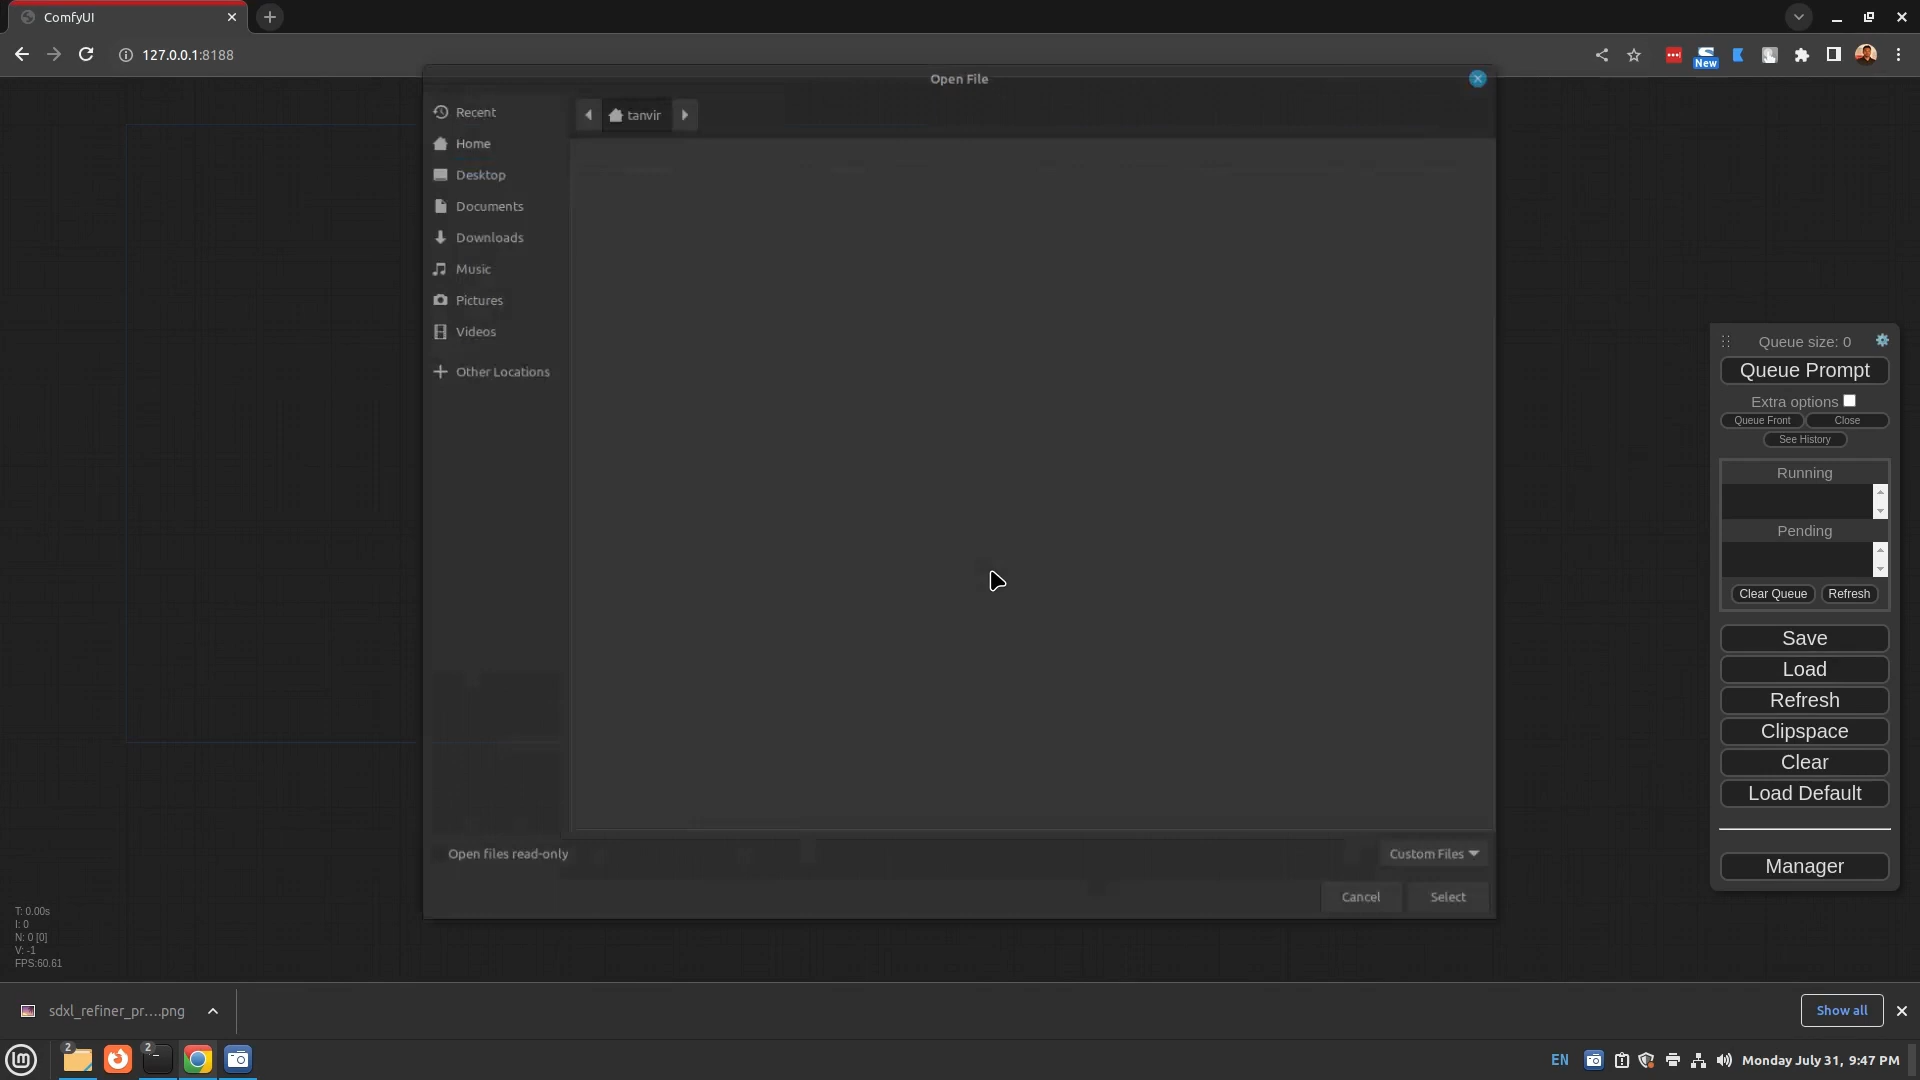 ComfyUI
127.0.0.1:8188
New
Open File
Recent
tanvir
Home
Desktop
Documents
Downloads
Music
Pictures
Videos
Other Locations
Open files read-only
Custom Files
Cancel
Select
Queue size: 0
Queue Prompt
Extra options
Queue Front
Close
See History
Running
Pending
Clear Queue
Refresh
Save
Load
Refresh
Clipspace
Clear
Load Default
Manager
T: 0.00s
I: 0
N: 0 [0]
V: -1
FPS:60.61
sdxl_refiner_pr....png
Show all
2
2
EN
Monday July 31, 9:47 PM